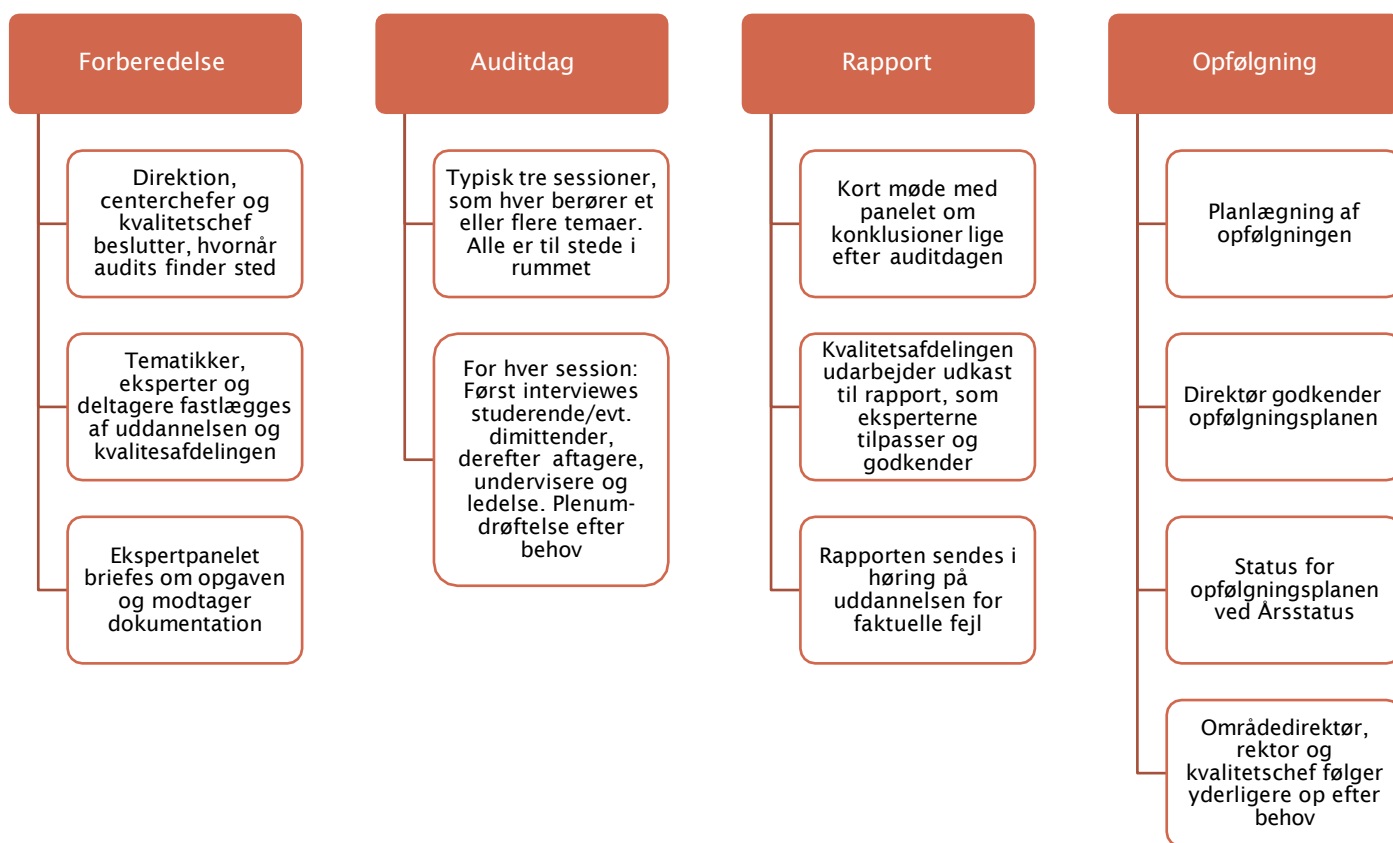 Forberedelse
Direktion,
centerchefer og
kvalitetschef
beslutter, hvornår
audits finder sted
Tematikker,
eksperter og
deltagere fastlægges
af uddannelsen og
kvalitesafdelingen
Ekspertpanelet
briefes om opgaven
og modtager
dokumentation
Auditdag
Typisk tre sessioner,
som hver berører et
eller flere temaer.
Alle er til stede i
rummet
For hver session:
Først interviewes
studerende/evt.
dimittender,
derefter aftagere,
undervisere og
ledelse. Plenum-
drøftelse efter
behov
Rapport
Kort møde med
panelet om
konklusioner lige
efter auditdagen
Kvalitetsafdelingen
udarbejder udkast
til rapport, som
eksperterne
tilpasser og
godkender
Rapporten sendes i
høring på
uddannelsen for
faktuelle fejl
Opfølgning
Planlægning af
opfølgningen
Direktør godkender
opfølgningsplanen
Status for
opfølgningsplanen
ved Årsstatus
Områdedirektør,
rektor og
kvalitetschef følger
yderligere op efter
behov